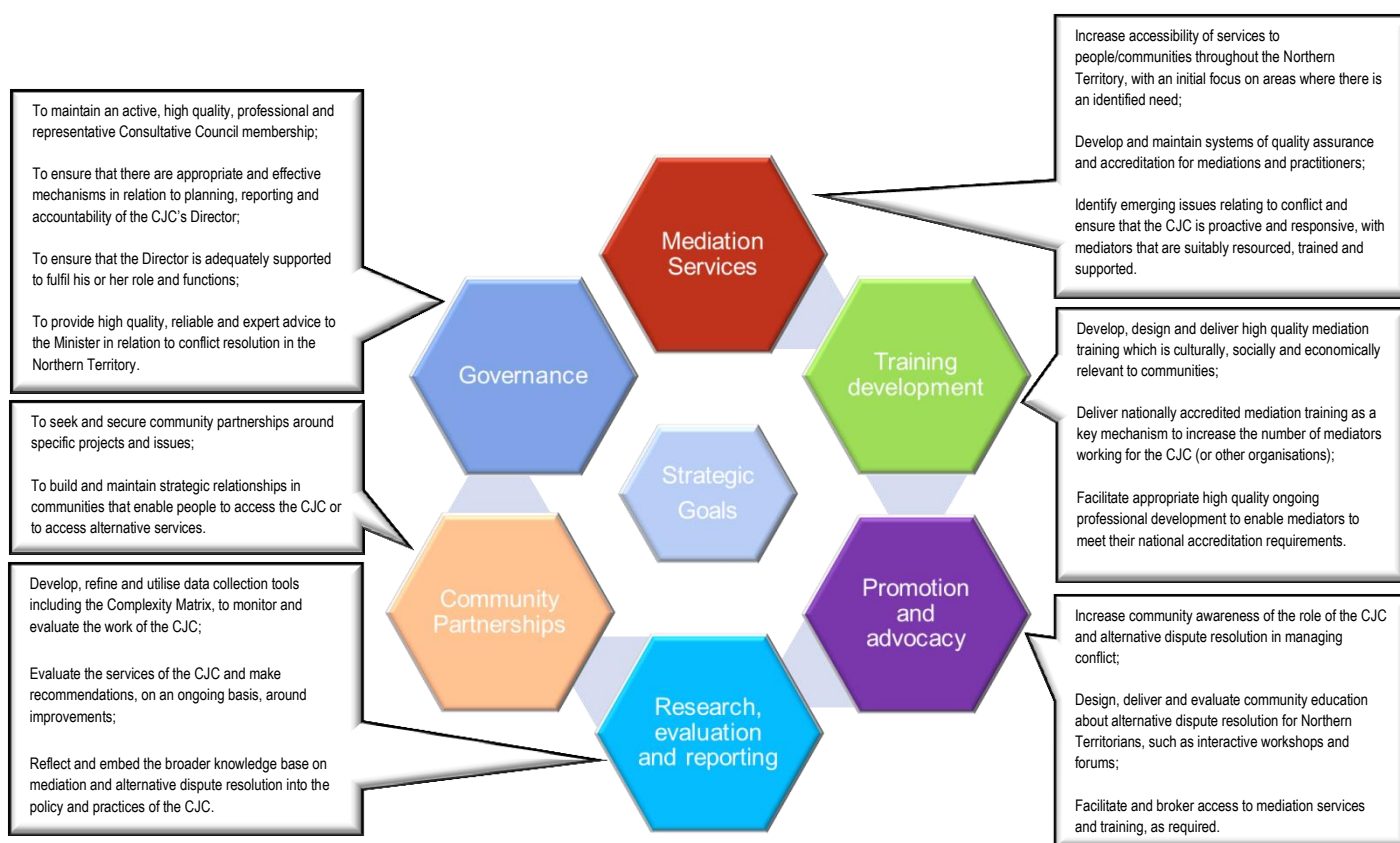 Increase accessibility of services to
people/communities throughout the Northern
Territory, with an initial focus on areas where there is
an identified need;
Develop and maintain systems of quality assurance
and accreditation for mediations and practitioners;
Identify emerging issues relating to conflict and
ensure that the CJC is proactive and responsive, with
mediators that are suitably resourced, trained and
supported.
To maintain an active, high quality, professional and
representative Consultative Council membership;
To ensure that there are appropriate and effective
mechanisms in relation to planning, reporting and
accountability of the CJC's Director;
To ensure that the Director is adequately supported
to fulfil his or her role and functions;
To provide high quality, reliable and expert advice to
the Minister in relation to conflict resolution in the
Northern Territory.
Mediation
Services
Governance
Training
development
Develop, design and deliver high quality mediation
training which is culturally, socially and economically
relevant to communities;
Deliver nationally accredited mediation training as a
key mechanism to increase the number of mediators
working for the CJC (or other organisations);
Facilitate appropriate high quality ongoing
professional development to enable mediators to
meet their national accreditation requirements.
To seek and secure community partnerships around
specific projects and issues;
To build and maintain strategic relationships in
communities that enable people to access the CJC or
to access alternative services.
Strategic
Goals
Community
Partnerships
Promotion
and
advocacy
Develop, refine and utilise data collection tools
including the Complexity Matrix, to monitor and
evaluate the work of the CJC;
Evaluate the services of the CJC and make
recommendations, on an ongoing basis, around
improvements;
Reflect and embed the broader knowledge base on
mediation and alternative dispute resolution into the
policy and practices of the CJC.
Research,
evaluation
and reporting
Increase community awareness of the role of the CJC
and alternative dispute resolution in managing
conflict;
Design, deliver and evaluate community education
about alternative dispute resolution for Northern
Territorians, such as interactive workshops and
forums;
Facilitate and broker access to mediation services
and training, as required.